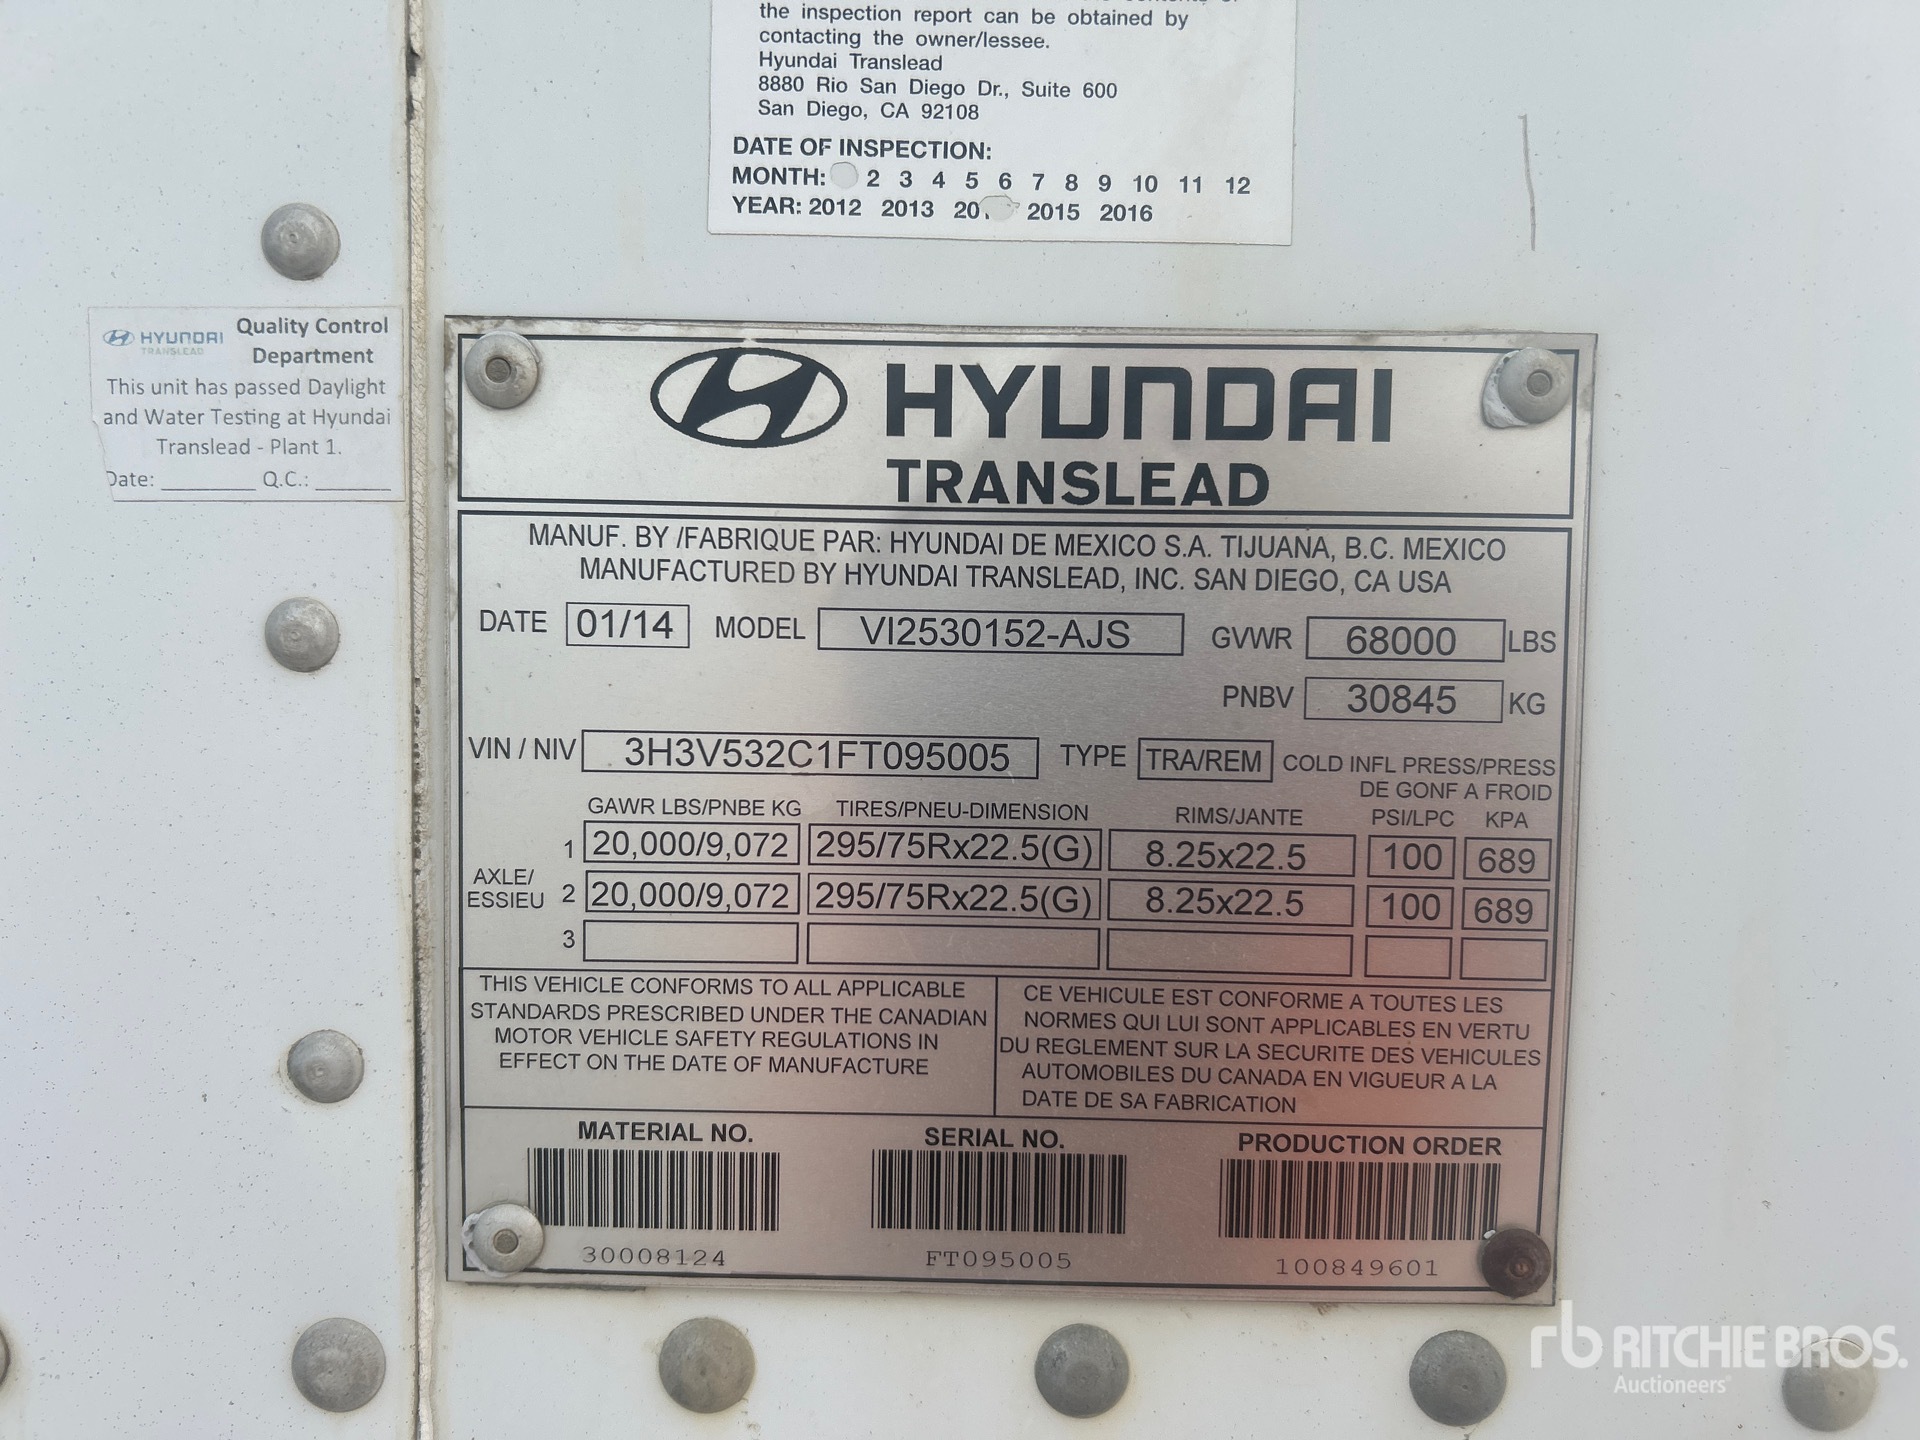 the inspection report can be obtained by
contacting the owner/lessee.
Hyundai Translead
8880 Rio San Diego Dr., Suite 600
San Diego, CA 92108
DATE OF INSPECTION:
MONTH: 2 3 4 5 6 7 8 9 10 11 12
YEAR: 2012 2013 20 2015 2016
HYUNDAI
TRANSLEAD
Quality Control
Department
This unit has passed Daylight
and Water Testing at Hyundai
Translead - Plant 1.
Date: ________ Q.C.: _______
HYUNDAI
TRANSLEAD
MANUF. BY /FABRIQUE PAR: HYUNDAI DE MEXICO S.A. TIJUANA, B.C. MEXICO
MANUFACTURED BY HYUNDAI TRANSLEAD, INC. SAN DIEGO, CA USA
DATE 01/14 MODEL VI2530152-AJS GVWR 68000 LBS
PNBV 30845 KG
VIN / NIV 3H3V532C1FT095005 TYPE TRA/REM COLD INFL PRESS/PRESS
DE GONF A FROID
GAWR LBS/PNBE KG TIRES/PNEU-DIMENSION RIMS/JANTE PSI/LPC KPA
1 20,000/9,072 295/75Rx22.5(G) 8.25x22.5 100 689
AXLE/
ESSIEU 2 20,000/9,072 295/75Rx22.5(G) 8.25x22.5 100 689
3
THIS VEHICLE CONFORMS TO ALL APPLICABLE
STANDARDS PRESCRIBED UNDER THE CANADIAN
MOTOR VEHICLE SAFETY REGULATIONS IN
EFFECT ON THE DATE OF MANUFACTURE
CE VEHICULE EST CONFORME A TOUTES LES
NORMES QUI LUI SONT APPLICABLES EN VERTU
DU REGLEMENT SUR LA SECURITE DES VEHICULES
AUTOMOBILES DU CANADA EN VIGUEUR A LA
DATE DE SA FABRICATION
MATERIAL NO. SERIAL NO. PRODUCTION ORDER
30008124 FT095005 100849601
rb RITCHIE BROS.
Auctioneers